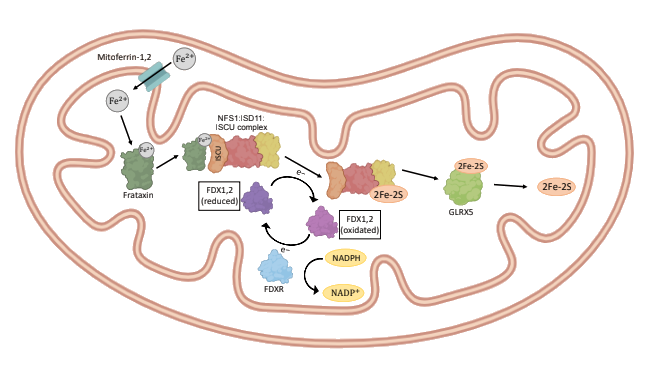 Mitoferrin-1,2
Fe²⁺
Fe²⁺
Fe²⁺
Frataxin
NFS1:ISD11:
ISCU complex
Fe²⁺
ISCU
e⁻
FDX1,2
(reduced)
FDX1,2
(oxidated)
e⁻
FDXR
NADPH
NADP⁺
2Fe-2S
2Fe-2S
GLRX5
2Fe-2S